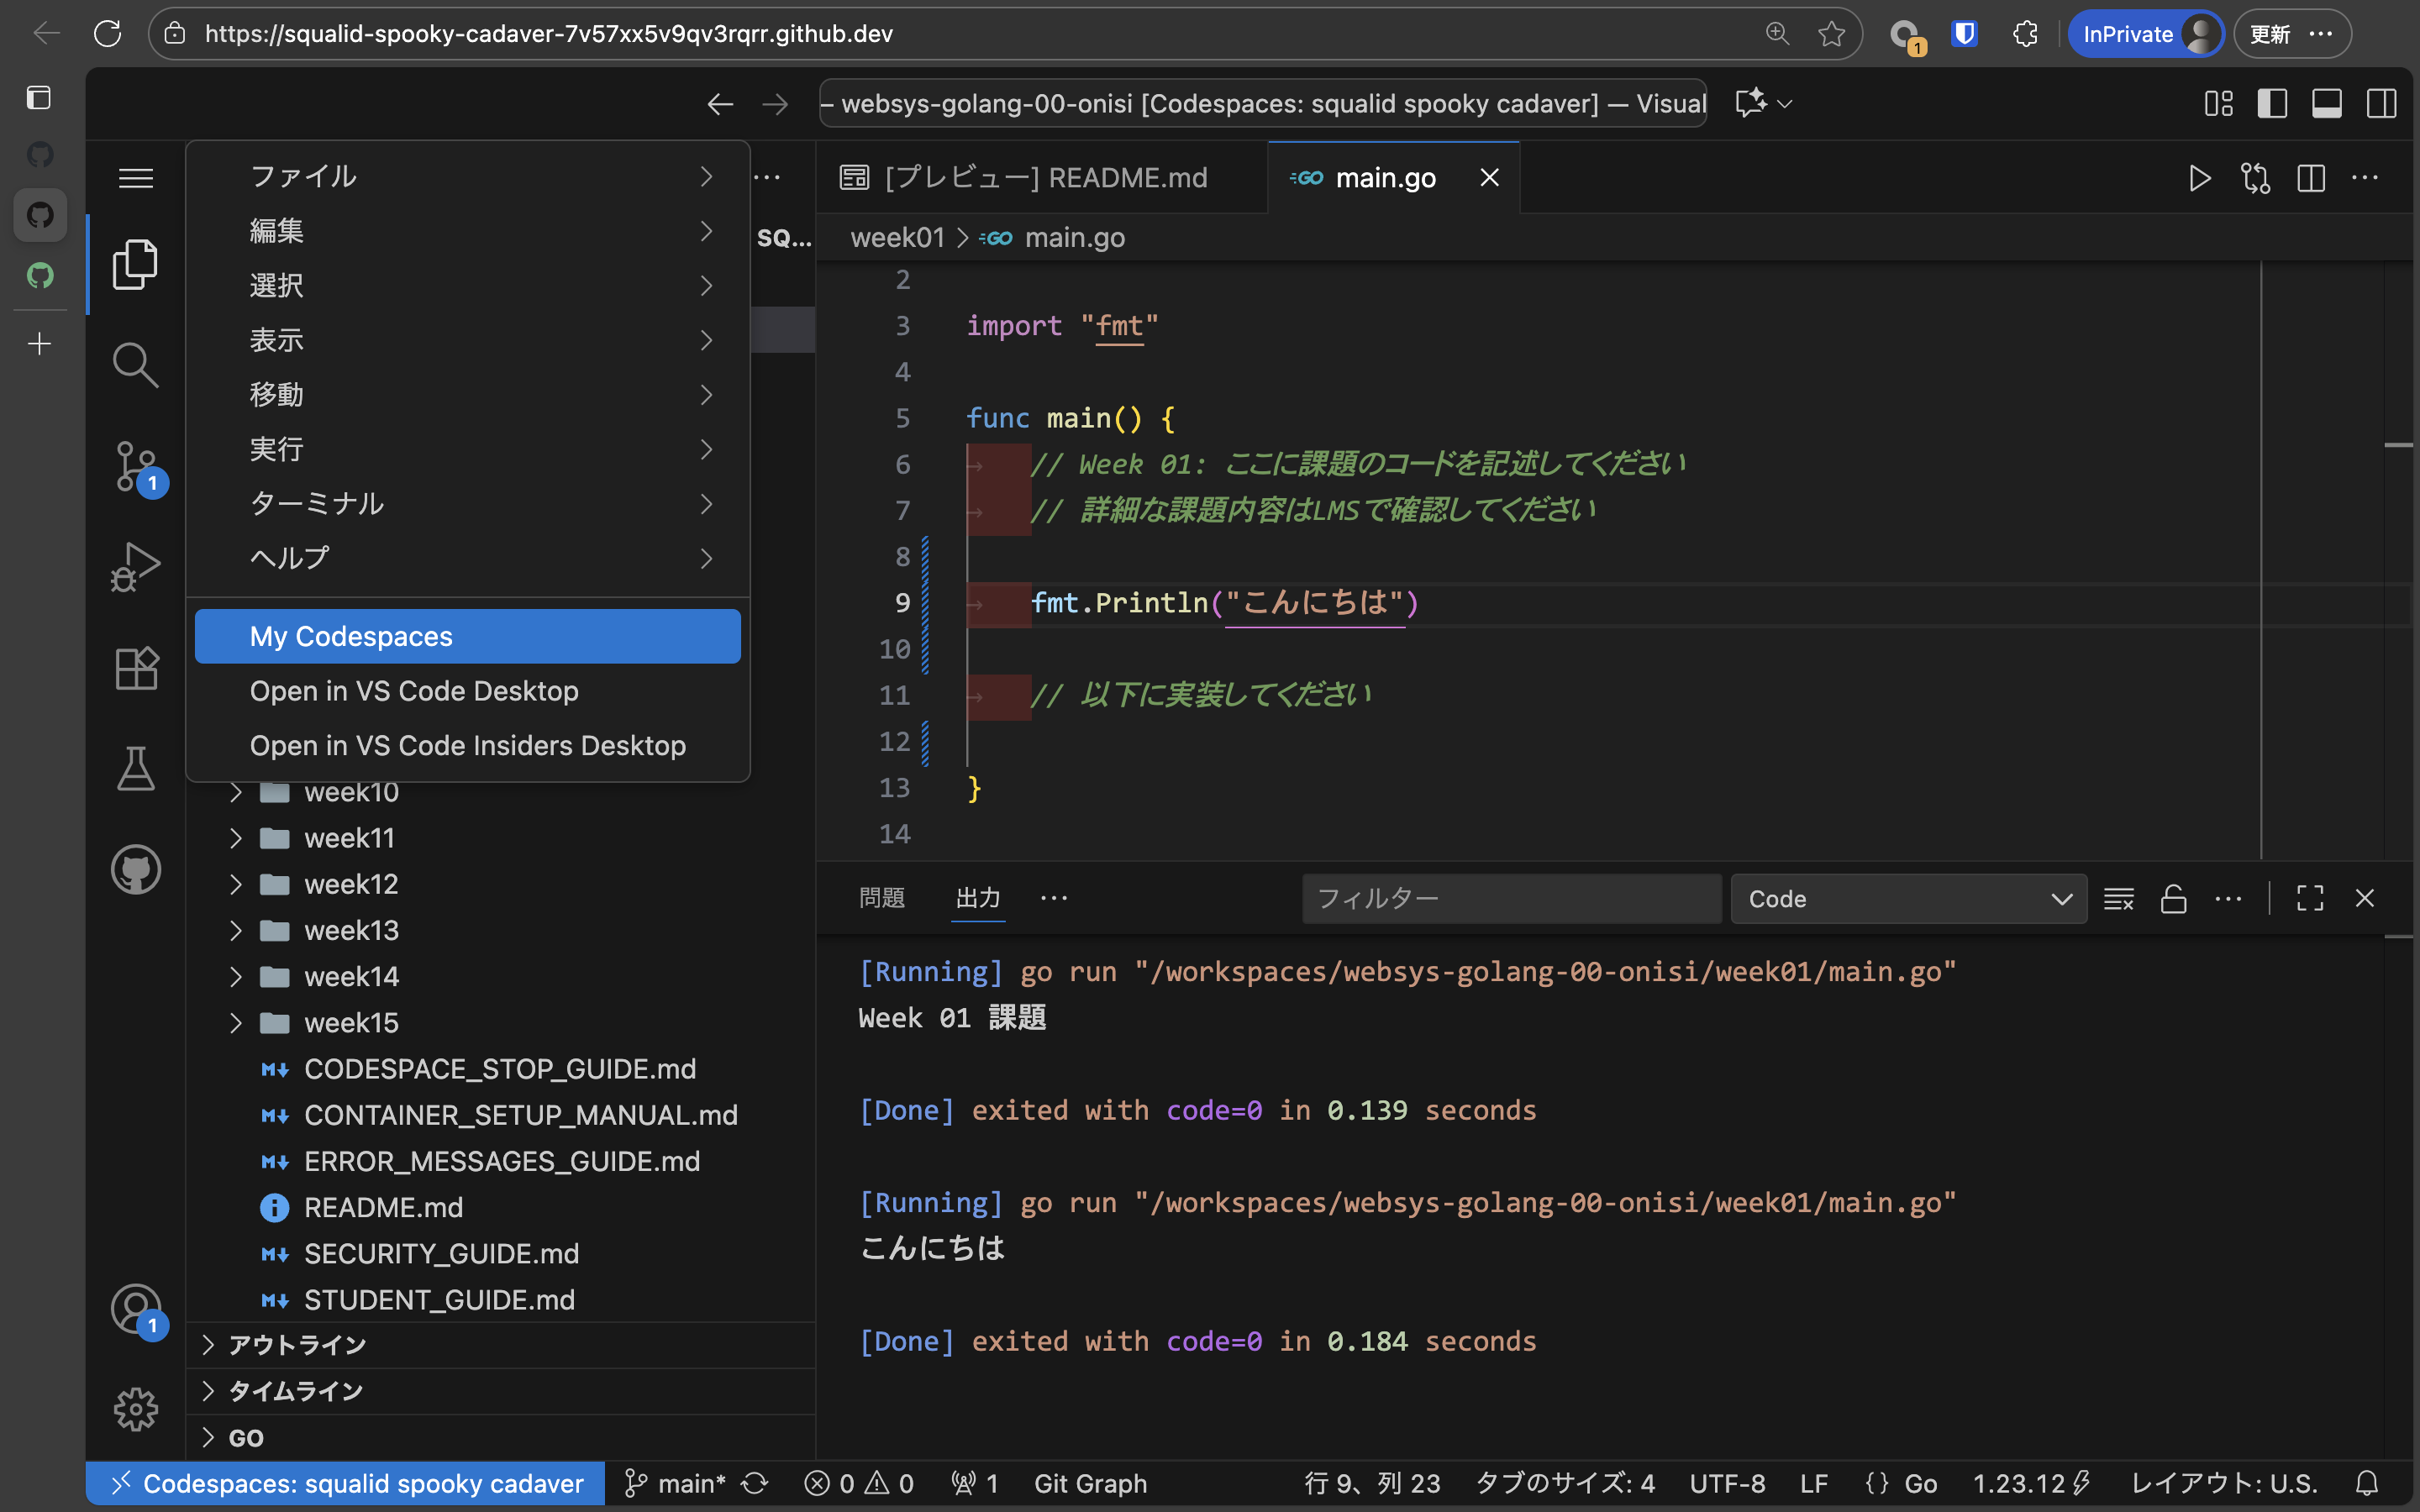 https://squalid-spooky-cadaver-7v57xx5v9qv3rqrr.github.dev
1
InPrivate
更新
– websys-golang-00-onisi [Codespaces: squalid spooky cadaver] — Visual
ファイル
編集
選択
表示
移動
実行
ターミナル
ヘルプ
My Codespaces
Open in VS Code Desktop
Open in VS Code Insiders Desktop
SQ...
1
week10
week11
week12
week13
week14
week15
CODESPACE_STOP_GUIDE.md
CONTAINER_SETUP_MANUAL.md
ERROR_MESSAGES_GUIDE.md
README.md
SECURITY_GUIDE.md
STUDENT_GUIDE.md
1
アウトライン
タイムライン
GO
[プレビュー] README.md
GO main.go
week01 > GO main.go
2
3 import "fmt"
4
5 func main() {
6 // Week 01: ここに課題のコードを記述してください
7 // 詳細な課題内容はLMSで確認してください
8
9 fmt.Println("こんにちは")
10
11 // 以下に実装してください
12
13 }
14
問題 出力 ... フィルター Code
[Running] go run "/workspaces/websys-golang-00-onisi/week01/main.go"
Week 01 課題
[Done] exited with code=0 in 0.139 seconds
[Running] go run "/workspaces/websys-golang-00-onisi/week01/main.go"
こんにちは
[Done] exited with code=0 in 0.184 seconds
Codespaces: squalid spooky cadaver main* 0 0 1 Git Graph 行 9、列 23 タブのサイズ: 4 UTF-8 LF {} Go 1.23.12 レイアウト: U.S.